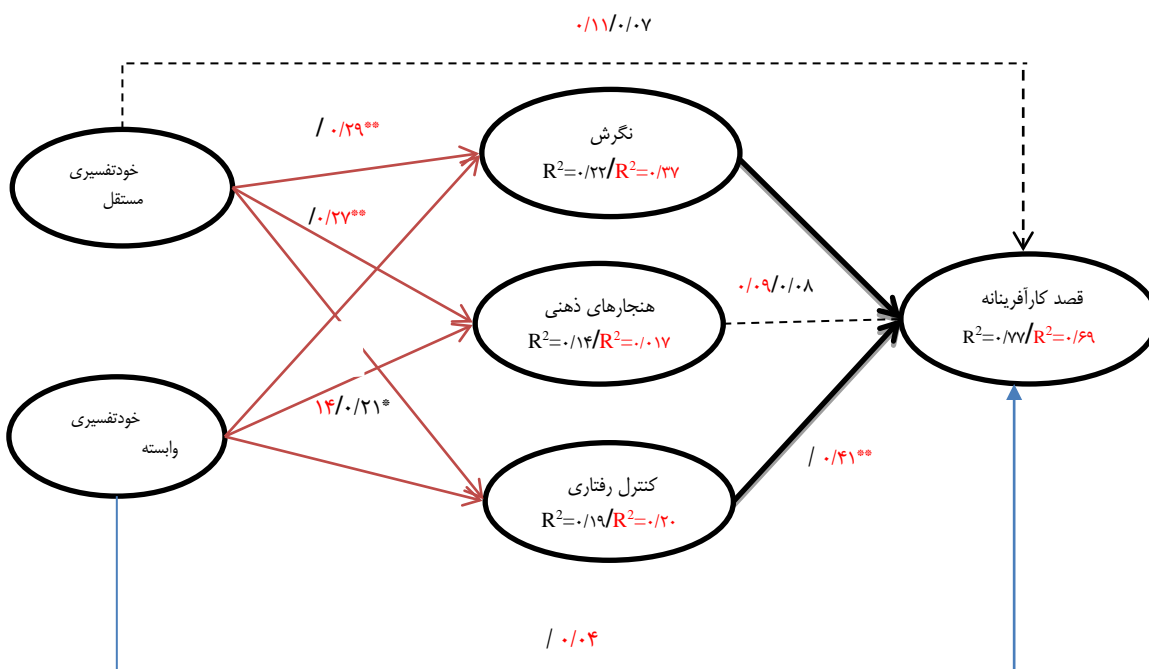 ۰/۱۱/۰/۰۷
نگرش
R²=۰/۲۲/R²=۰/۳۷
/ ۰/۲۹**
خودتفسیری
مستقل
/۰/۲۷**
هنجارهای ذهنی
R²=۰/۱۴/R²=۰/۰۱۷
۰/۰۹/۰/۰۸
قصد کارآفرینانه
R²=۰/۷۷/R²=۰/۶۹
خودتفسیری
وابسته
۱۴/۰/۲۱*
کنترل رفتاری
R²=۰/۱۹/R²=۰/۲۰
/ ۰/۴۱**
/ ۰/۰۴